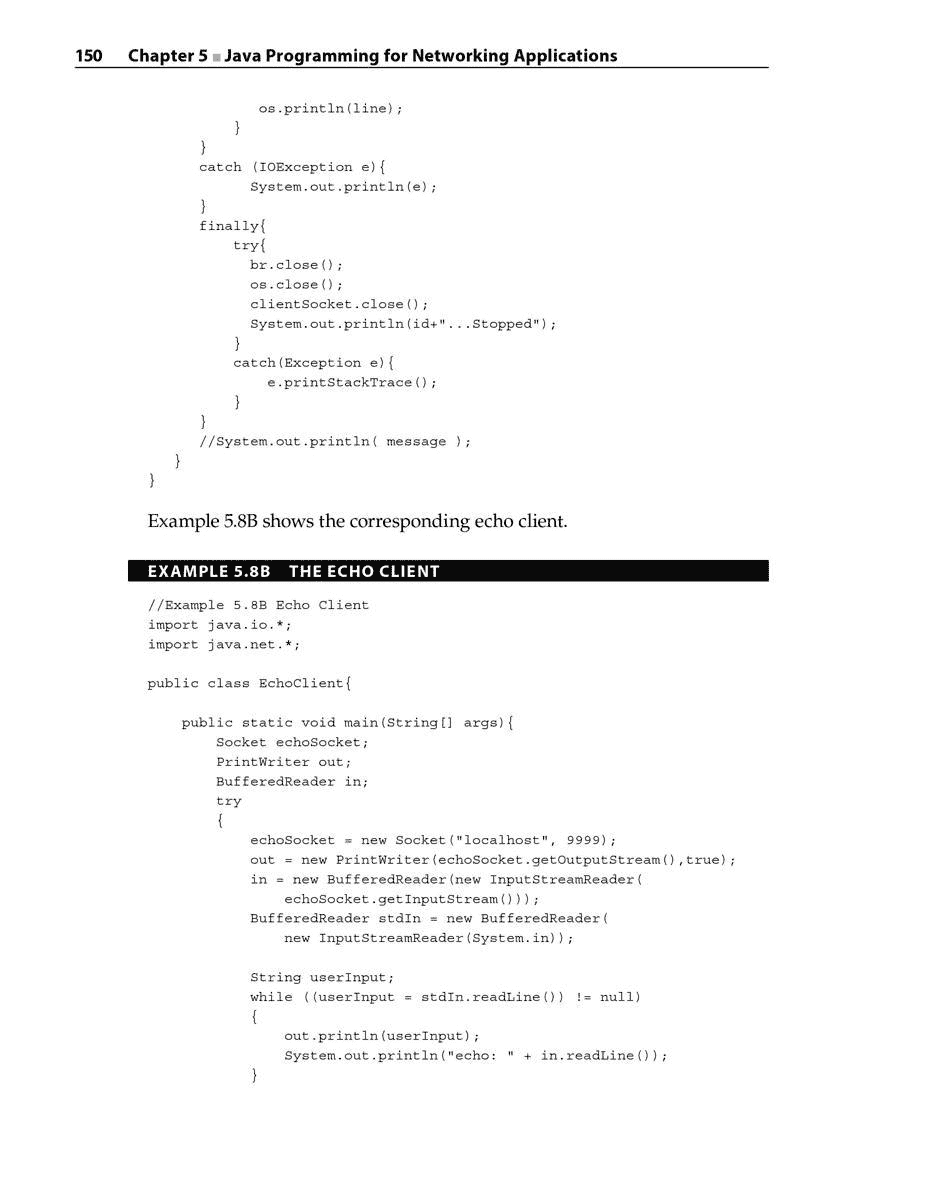 150 Chapter 5 ■ Java Programming for Networking Applications
os.println(line);
}
}
catch (IOException e){
System.out.println(e);
}
finally{
try{
br.close();
os.close();
clientSocket.close();
System.out.println(id+"...Stopped");
}
catch(Exception e){
e.printStackTrace();
}
}
//System.out.println( message );
}
}
Example 5.8B shows the corresponding echo client.
EXAMPLE 5.8B THE ECHO CLIENT
//Example 5.8B Echo Client
import java.io.*;
import java.net.*;
public class EchoClient{
public static void main(String[] args){
Socket echoSocket;
PrintWriter out;
BufferedReader in;
try
{
echoSocket = new Socket("localhost", 9999);
out = new PrintWriter(echoSocket.getOutputStream(),true);
in = new BufferedReader(new InputStreamReader(
echoSocket.getInputStream()));
BufferedReader stdIn = new BufferedReader(
new InputStreamReader(System.in));
String userInput;
while ((userInput = stdIn.readLine()) != null)
{
out.println(userInput);
System.out.println("echo: " + in.readLine());
}